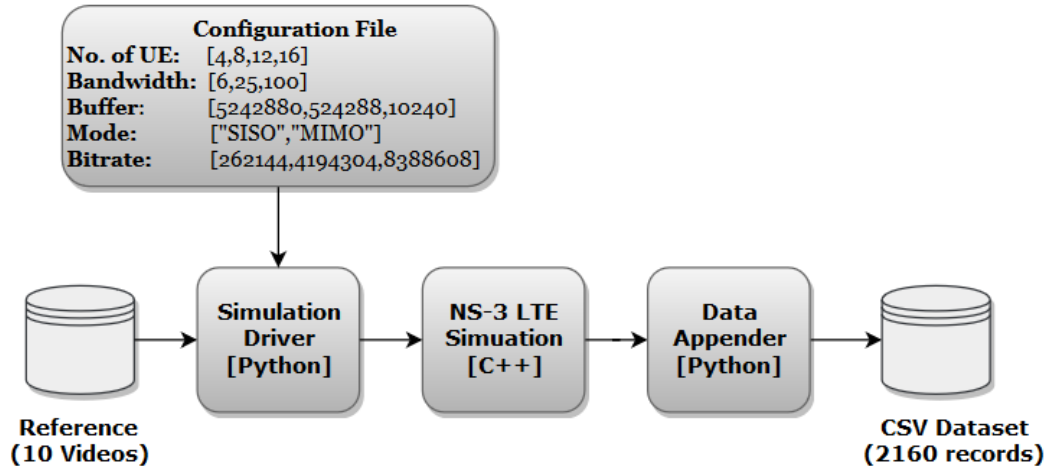 Configuration File
No. of UE: [4,8,12,16]
Bandwidth: [6,25,100]
Buffer: [5242880,524288,10240]
Mode: ["SISO","MIMO"]
Bitrate: [262144,4194304,8388608]
Simulation
Driver
[Python]
NS-3 LTE
Simuation
[C++]
Data
Appender
[Python]
Reference
(10 Videos)
CSV Dataset
(2160 records)